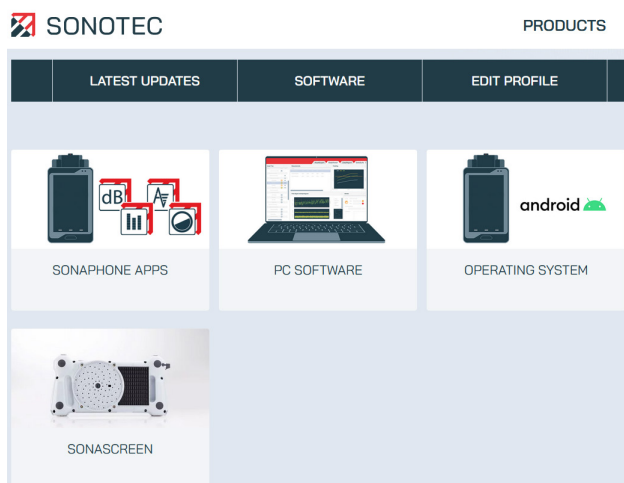 SONOTEC
PRODUCTS
LATEST UPDATES
SOFTWARE
EDIT PROFILE
dB
android
SONAPHONE APPS
PC SOFTWARE
OPERATING SYSTEM
SONASCREEN